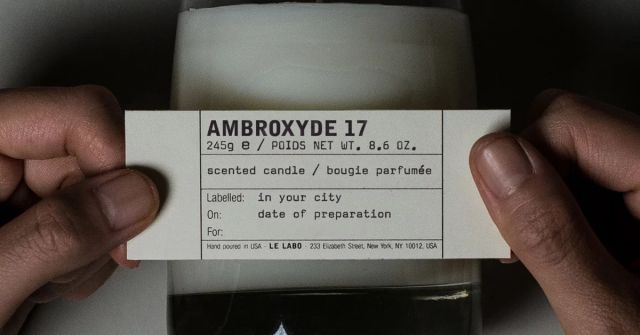 AMBROXYDE 17
245g e / POIDS NET WT. 8.6 OZ.
scented candle / bougie parfumée
Labelled: in your city
On: date of preparation
For:
Hand poured in USA · LE LABO · 233 Elizabeth Street, New York, NY 10012, USA